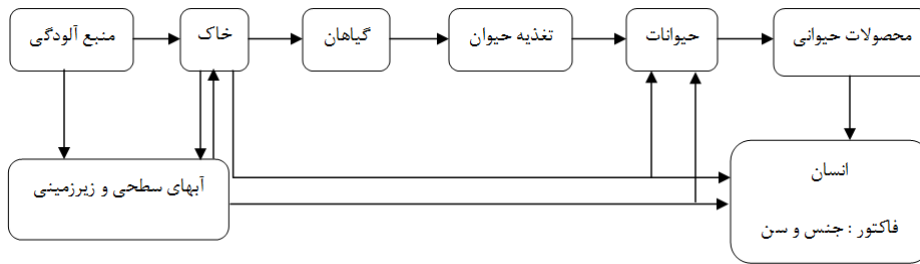 منبع آلودگی
خاک
گیاهان
تغذیه حیوان
حیوانات
محصولات حیوانی
آبهای سطحی و زیرزمینی
انسان
فاکتور : جنس و سن